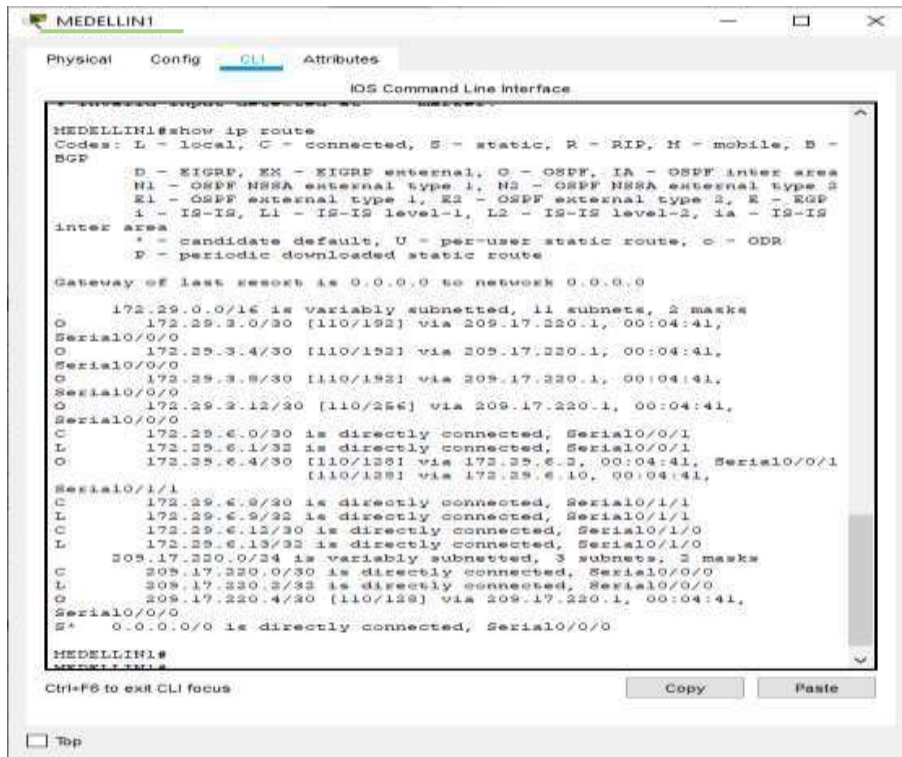 MEDELLIN1
Physical Config CLI Attributes
IOS Command Line Interface
% Invalid input detected at marker.
MEDELLIN1#show ip route
Codes: L - local, C - connected, S - static, R - RIP, M - mobile, B -
BGP
D - EIGRP, EX - EIGRP external, O - OSPF, IA - OSPF inter area
N1 - OSPF NSSA external type 1, N2 - OSPF NSSA external type 2
E1 - OSPF external type 1, E2 - OSPF external type 2, E - EGP
i - IS-IS, L1 - IS-IS level-1, L2 - IS-IS level-2, ia - IS-IS
inter area
* - candidate default, U - per-user static route, o - ODR
P - periodic downloaded static route
Gateway of last resort is 0.0.0.0 to network 0.0.0.0
172.29.0.0/16 is variably subnetted, 11 subnets, 2 masks
O 172.29.3.0/30 [110/192] via 209.17.220.1, 00:04:41,
Serial0/0/0
O 172.29.3.4/30 [110/192] via 209.17.220.1, 00:04:41,
Serial0/0/0
O 172.29.3.8/30 [110/192] via 209.17.220.1, 00:04:41,
Serial0/0/0
O 172.29.3.12/30 [110/256] via 209.17.220.1, 00:04:41,
Serial0/0/0
C 172.29.6.0/30 is directly connected, Serial0/0/1
L 172.29.6.1/32 is directly connected, Serial0/0/1
O 172.29.6.4/30 [110/128] via 172.29.6.2, 00:04:41, Serial0/0/1
[110/128] via 172.29.6.10, 00:04:41,
Serial0/1/1
C 172.29.6.8/30 is directly connected, Serial0/1/1
L 172.29.6.9/32 is directly connected, Serial0/1/1
C 172.29.6.12/30 is directly connected, Serial0/1/0
L 172.29.6.13/32 is directly connected, Serial0/1/0
209.17.220.0/24 is variably subnetted, 3 subnets, 2 masks
C 209.17.220.0/30 is directly connected, Serial0/0/0
L 209.17.220.2/32 is directly connected, Serial0/0/0
O 209.17.220.4/30 [110/128] via 209.17.220.1, 00:04:41,
Serial0/0/0
S* 0.0.0.0/0 is directly connected, Serial0/0/0
MEDELLIN1#
MEDELLIN1#
Ctrl+F6 to exit CLI focus Copy Paste
Top